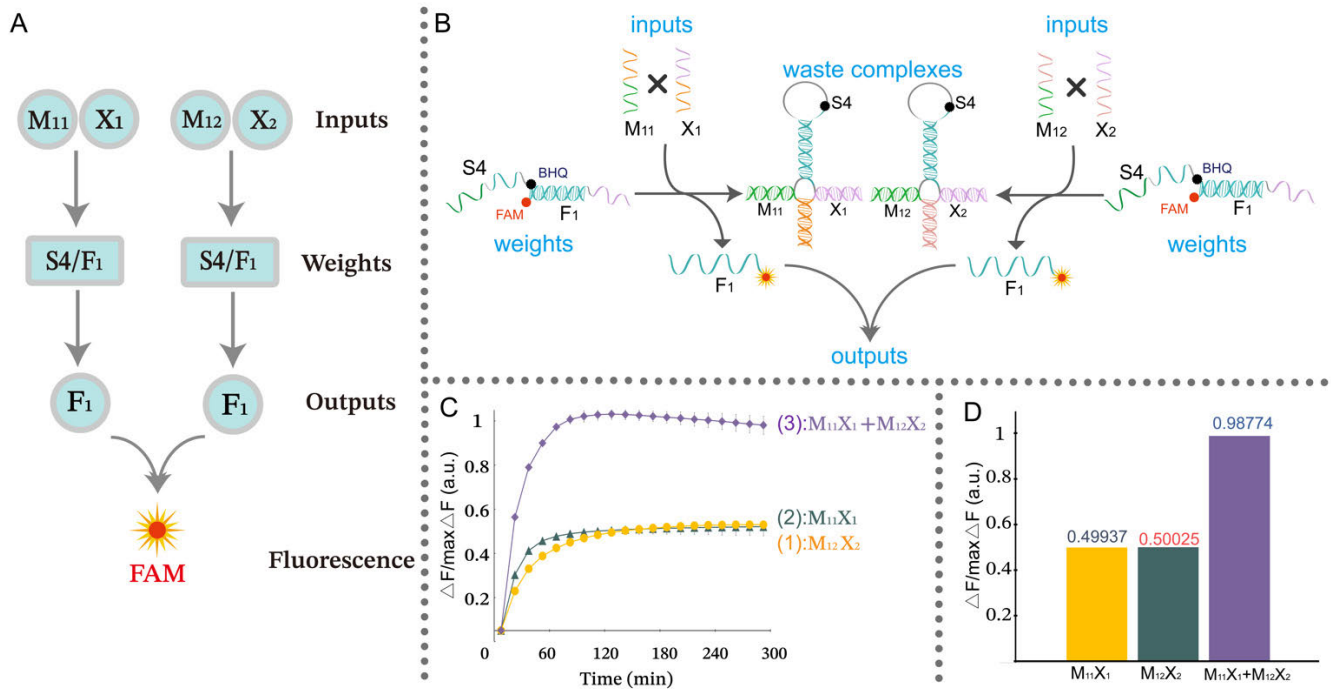 A
M₁₁ X₁ M₁₂ X₂ Inputs
S4/F₁ S4/F₁ Weights
F₁ F₁ Outputs
FAM
Fluorescence
B
inputs
inputs
waste complexes
M₁₁ X₁
S4
S4
M₁₂ X₂
S4
BHQ
FAM
F₁
weights
M₁₁ X₁ M₁₂ X₂
S4
BHQ
FAM
F₁
weights
F₁
F₁
outputs
C
△F/max△F (a.u.)
1
0.8
0.6
0.4
0.2
0 60 120 180 240 300
Time (min)
(3):M₁₁X₁+M₁₂X₂
(2):M₁₁X₁
(1):M₁₂X₂
D
△F/max△F (a.u.)
1
0.8
0.6
0.4
0.2
0.49937
0.50025
0.98774
M₁₁X₁ M₁₂X₂ M₁₁X₁+M₁₂X₂